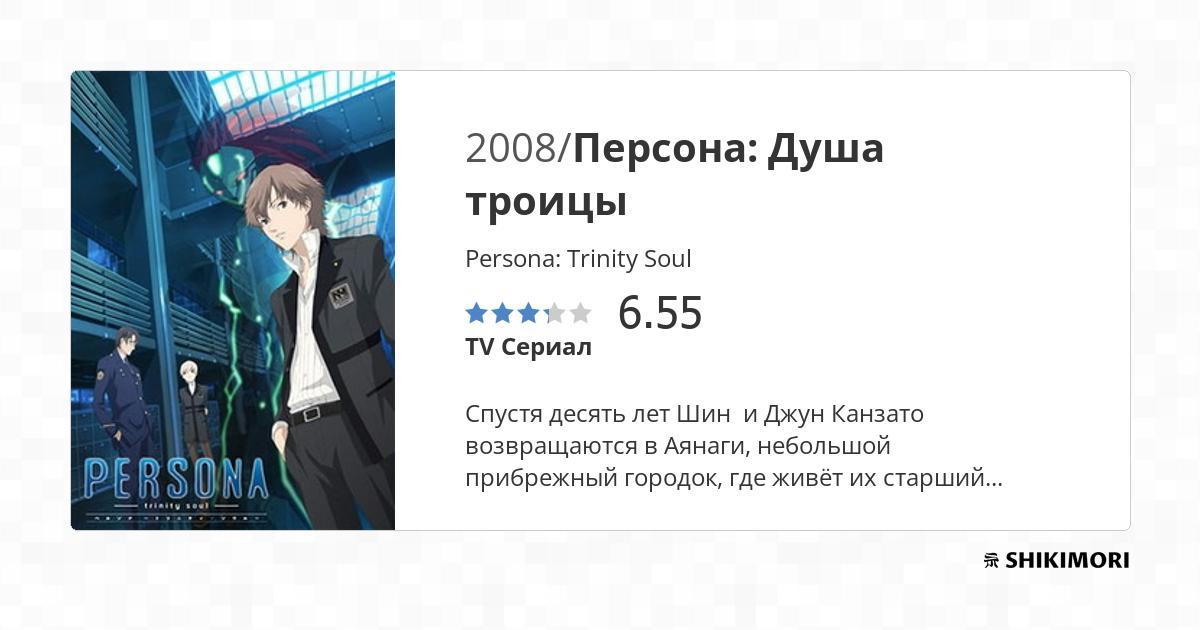 2008/Персона: Душа
троицы
Persona: Trinity Soul
6.55
TV Сериал
Спустя десять лет Шин  и Джун Канзато
возвращаются в Аянаги, небольшой
прибрежный городок, где живёт их старший...
PERSONA
trinity soul
SHIKIMORI